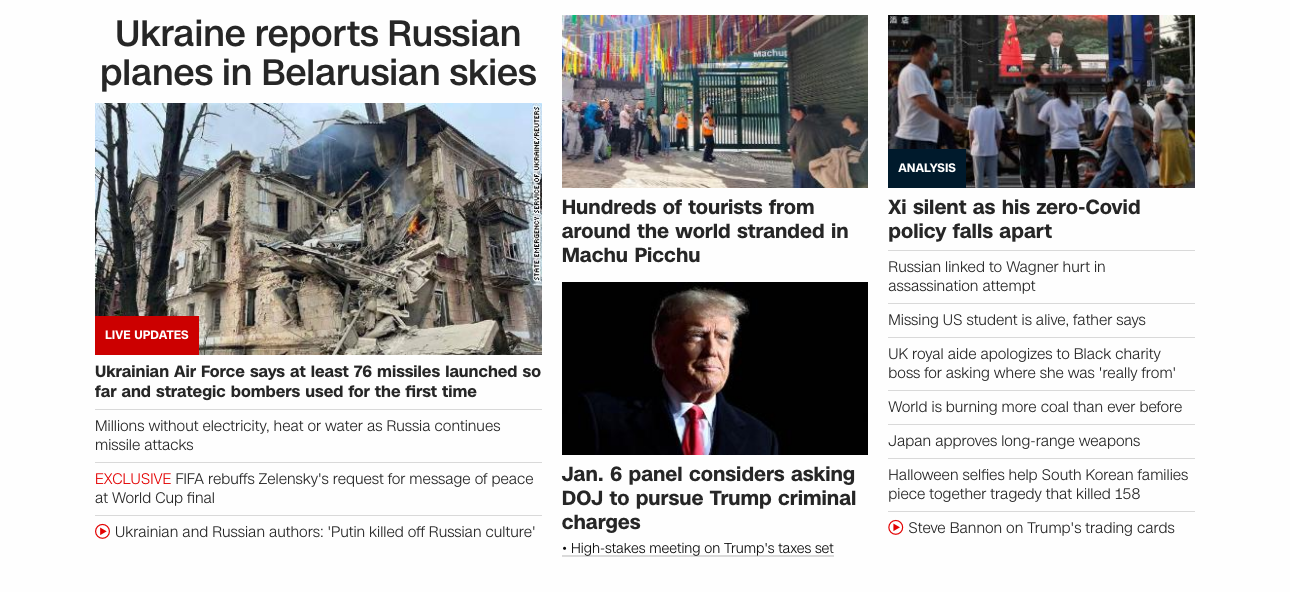 Ukraine reports Russian
planes in Belarusian skies
STATE EMERGENCY SERVICE OF UKRAINE/REUTERS
LIVE UPDATES
Ukrainian Air Force says at least 76 missiles launched so
far and strategic bombers used for the first time
Millions without electricity, heat or water as Russia continues
missile attacks
EXCLUSIVE FIFA rebuffs Zelensky's request for message of peace
at World Cup final
Ukrainian and Russian authors: 'Putin killed off Russian culture'
Machu
Hundreds of tourists from
around the world stranded in
Machu Picchu
Jan. 6 panel considers asking
DOJ to pursue Trump criminal
charges
• High-stakes meeting on Trump's taxes set
酒店
ANALYSIS
Xi silent as his zero-Covid
policy falls apart
Russian linked to Wagner hurt in
assassination attempt
Missing US student is alive, father says
UK royal aide apologizes to Black charity
boss for asking where she was 'really from'
World is burning more coal than ever before
Japan approves long-range weapons
Halloween selfies help South Korean families
piece together tragedy that killed 158
Steve Bannon on Trump's trading cards